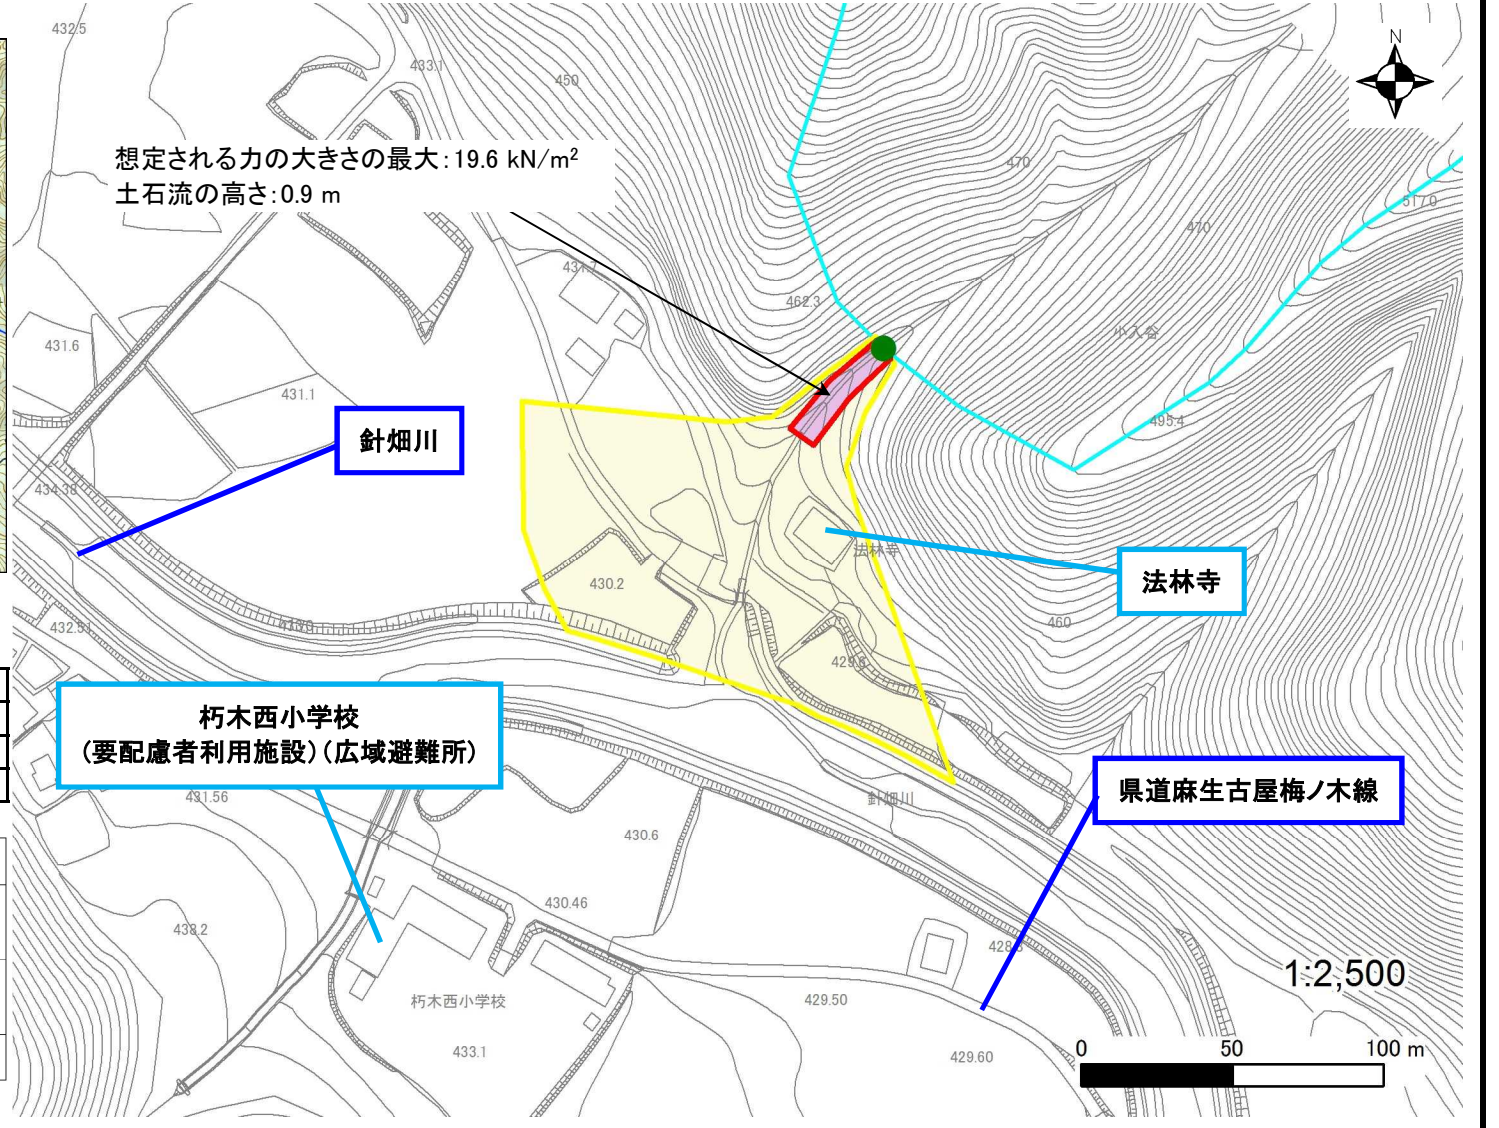 432.5
433.1
450
N
想定される力の大きさの最大:19.6 kN/m²
土石流の高さ:0.9 m
470
517.0
470
431.7
462.3
小入谷
431.6
431.1
495.4
針畑川
434.38
法林寺
430.2
法林寺
460
432.51
433.0
429.6
朽木西小学校
(要配慮者利用施設)(広域避難所)
県道麻生古屋梅ノ木線
431.56
針畑川
430.6
430.46
438.2
1:2,500
朽木西小学校
429.50
433.1
429.60
0 50 100 m